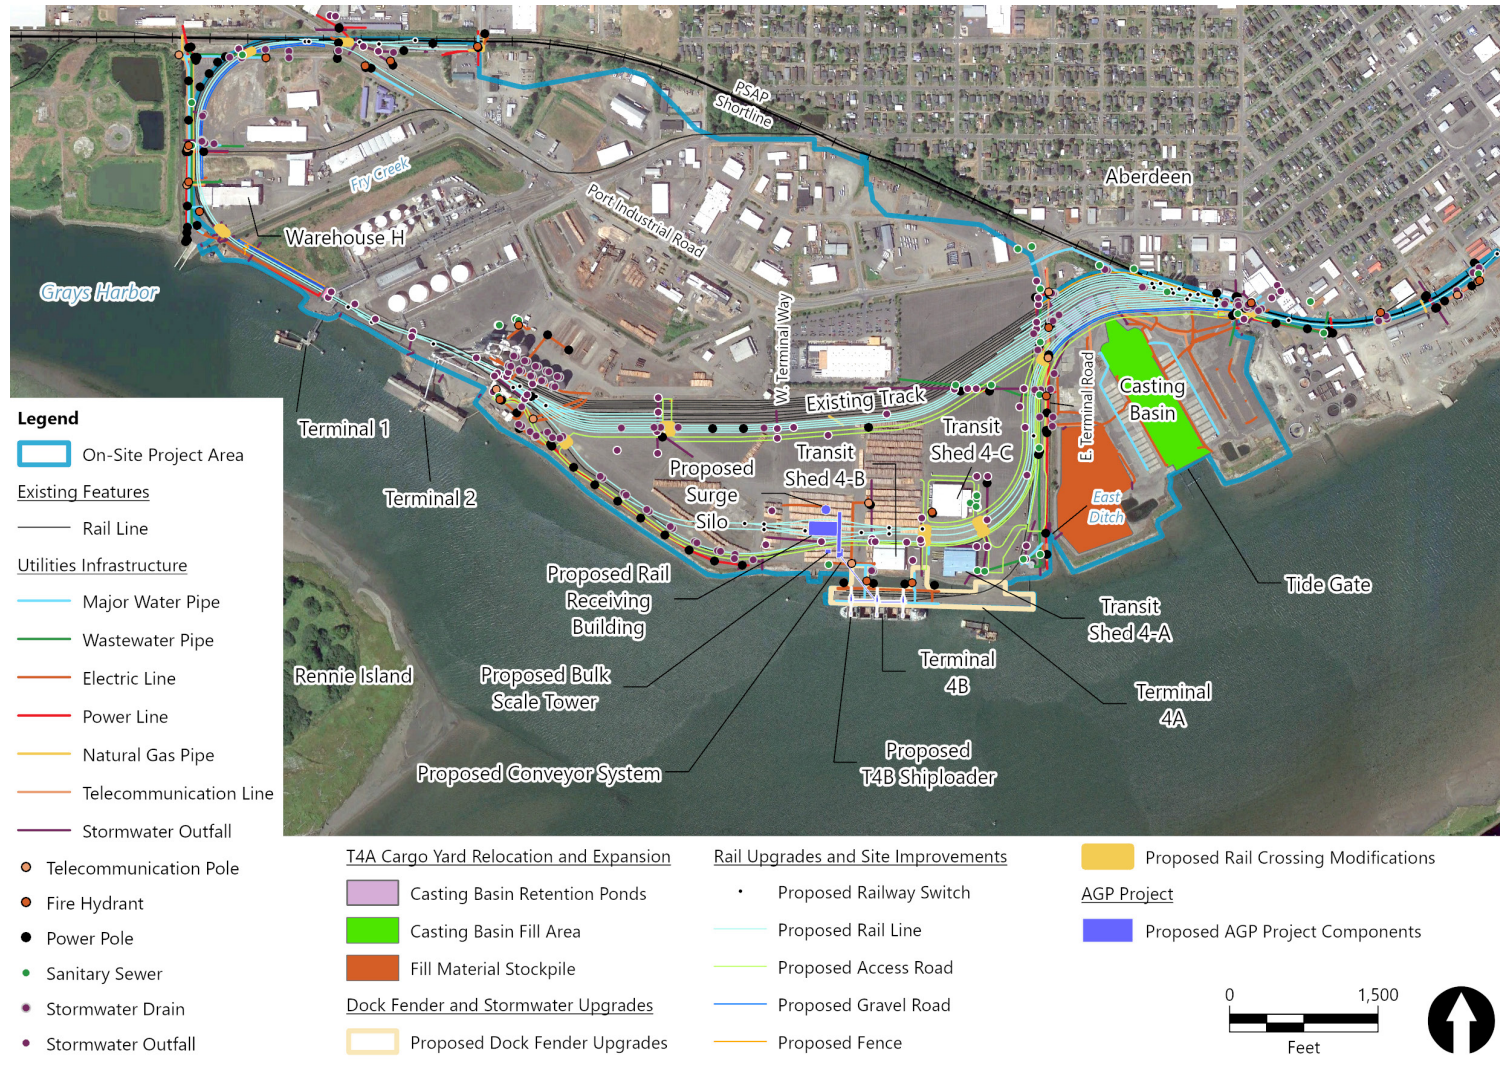 PSAP
Shortline
Aberdeen
Fry Creek
Port Industrial Road
Warehouse H
Grays Harbor
W. Terminal Way
E. Terminal Road
Casting
Basin
Existing Track
Transit
Shed 4-B
Transit
Shed 4-C
Proposed
Surge
Silo
East
Ditch
Terminal 1
Terminal 2
Proposed Rail
Receiving
Building
Tide Gate
Transit
Shed 4-A
Rennie Island
Proposed Bulk
Scale Tower
Terminal
4B
Terminal
4A
Proposed Conveyor System
Proposed
T4B Shiploader
Legend
On-Site Project Area
Existing Features
Rail Line
Utilities Infrastructure
Major Water Pipe
Wastewater Pipe
Electric Line
Power Line
Natural Gas Pipe
Telecommunication Line
Stormwater Outfall
Telecommunication Pole
Fire Hydrant
Power Pole
Sanitary Sewer
Stormwater Drain
Stormwater Outfall
T4A Cargo Yard Relocation and Expansion
Casting Basin Retention Ponds
Casting Basin Fill Area
Fill Material Stockpile
Dock Fender and Stormwater Upgrades
Proposed Dock Fender Upgrades
Rail Upgrades and Site Improvements
Proposed Railway Switch
Proposed Rail Line
Proposed Access Road
Proposed Gravel Road
Proposed Fence
Proposed Rail Crossing Modifications
AGP Project
Proposed AGP Project Components
0 1,500
Feet